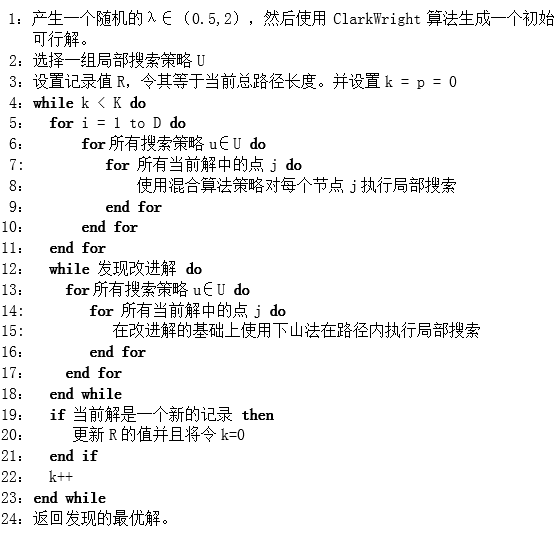 1：产生一个随机的λ∈（0.5,2），然后使用 ClarkWright 算法生成一个初始
可行解。
2：选择一组局部搜索策略 U
3：设置记录值 R，令其等于当前总路径长度。并设置 k = p = 0
4：while k < K do
5：for i = 1 to D do
6：for 所有搜索策略 u∈U do
7：for 所有当前解中的点 j do
8：使用混合算法策略对每个节点 j 执行局部搜索
9：end for
10：end for
11：end for
12：while 发现改进解 do
13：for 所有搜索策略 u∈U do
14：for 所有当前解中的点 j do
15：在改进解的基础上使用下山法在路径内执行局部搜索
16：end for
17：end for
18：end while
19：if 当前解是一个新的记录 then
20：更新 R 的值并且将令 k=0
21：end if
22：k++
23：end while
24：返回发现的最优解。